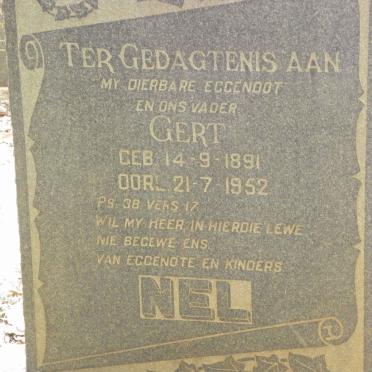 TER GEDAGTENIS AAN
MY DIERBARE EGGENOOT
EN ONS VADER
GERT
GEB. 14-9-1891
OORL. 21-7-1952
PS. 38 VERS 17
WIL MY HEER, IN HIERDIE LEWE
NIE BEGEWE ENS.
VAN EGGENOTE EN KINDERS
NEL